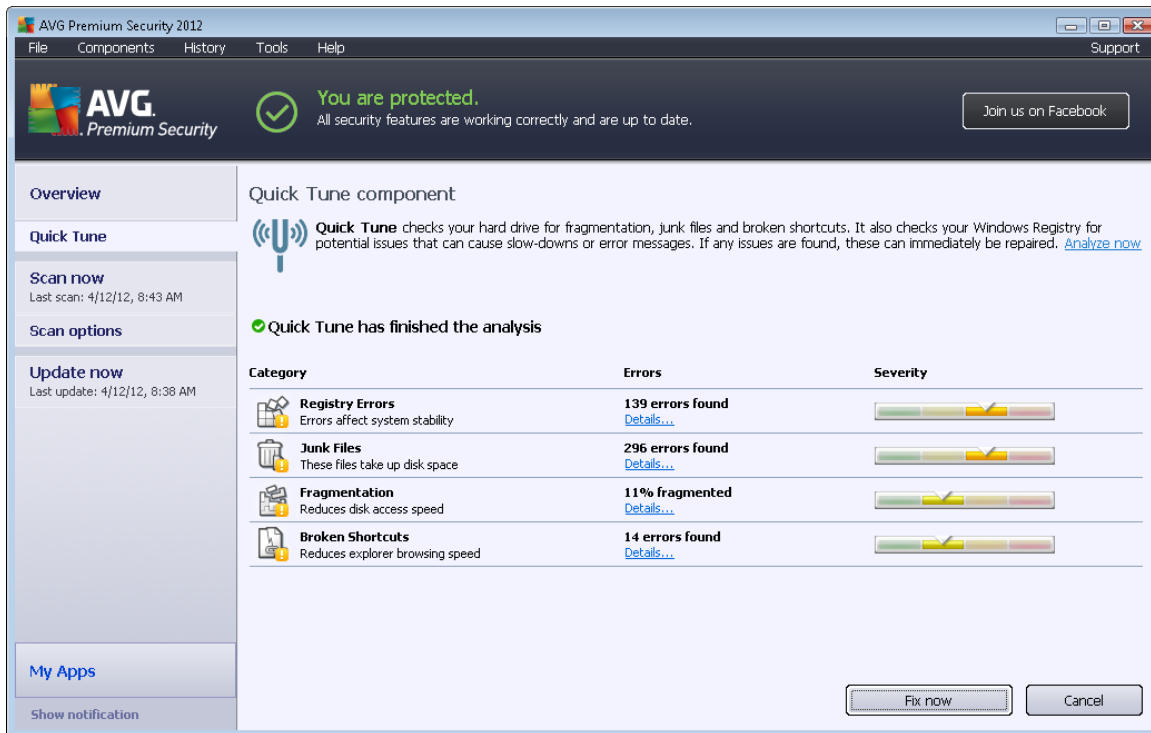 AVG Premium Security 2012
File Components History Tools Help Support
AVG.
Premium Security
You are protected.
All security features are working correctly and are up to date.
Join us on Facebook
Overview
Quick Tune
Scan now
Last scan: 4/12/12, 8:43 AM
Scan options
Update now
Last update: 4/12/12, 8:38 AM
My Apps
Show notification
Quick Tune component
Quick Tune checks your hard drive for fragmentation, junk files and broken shortcuts. It also checks your Windows Registry for
potential issues that can cause slow-downs or error messages. If any issues are found, these can immediately be repaired. Analyze now
Quick Tune has finished the analysis
Category Errors Severity
Registry Errors 139 errors found
Errors affect system stability Details...
Junk Files 296 errors found
These files take up disk space Details...
Fragmentation 11% fragmented
Reduces disk access speed Details...
Broken Shortcuts 14 errors found
Reduces explorer browsing speed Details...
Fix now Cancel